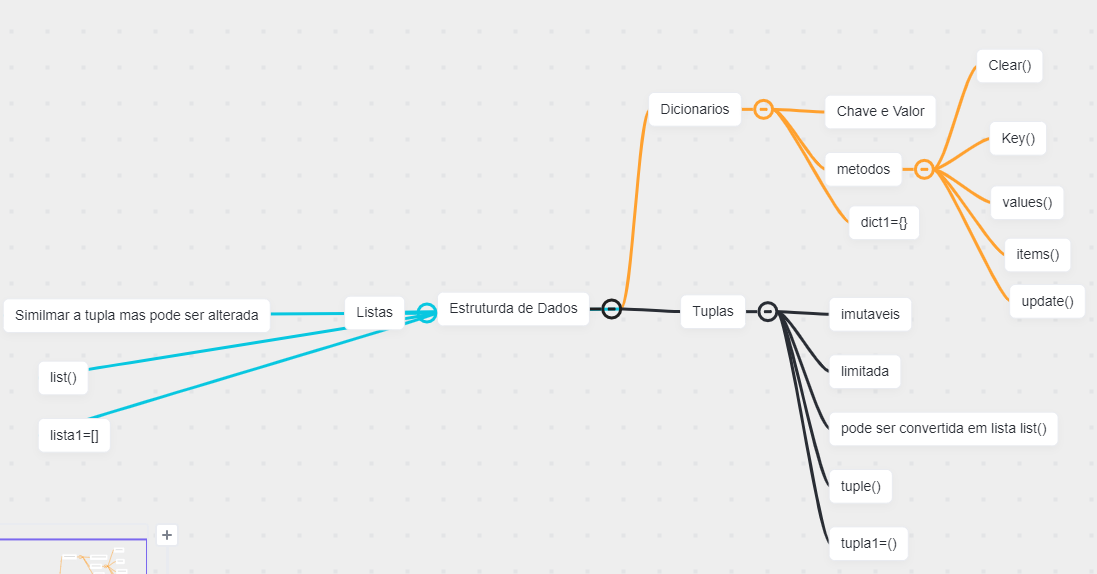 Clear()
Dicionarios
Chave e Valor
Key()
metodos
values()
dict1={}
items()
update()
Similmar a tupla mas pode ser alterada
Listas
Estruturda de Dados
Tuplas
imutaveis
list()
limitada
lista1=[]
pode ser convertida em lista list()
tuple()
tupla1=()